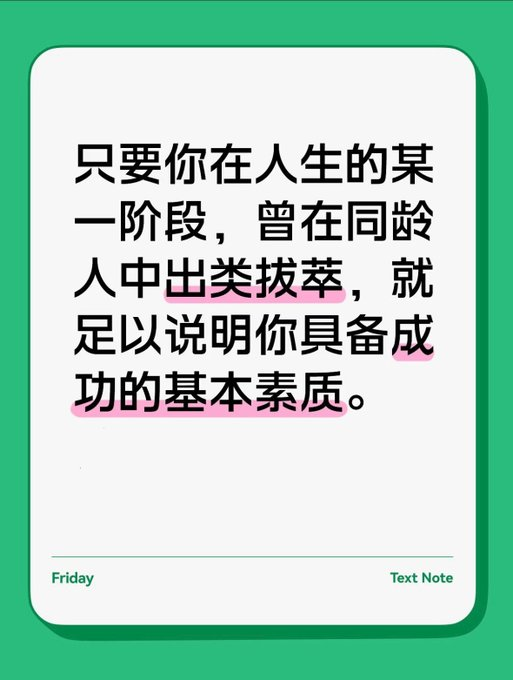 只要你在人生的某
一阶段，曾在同龄
人中出类拔萃，就
足以说明你具备成
功的基本素质。
Friday
Text Note